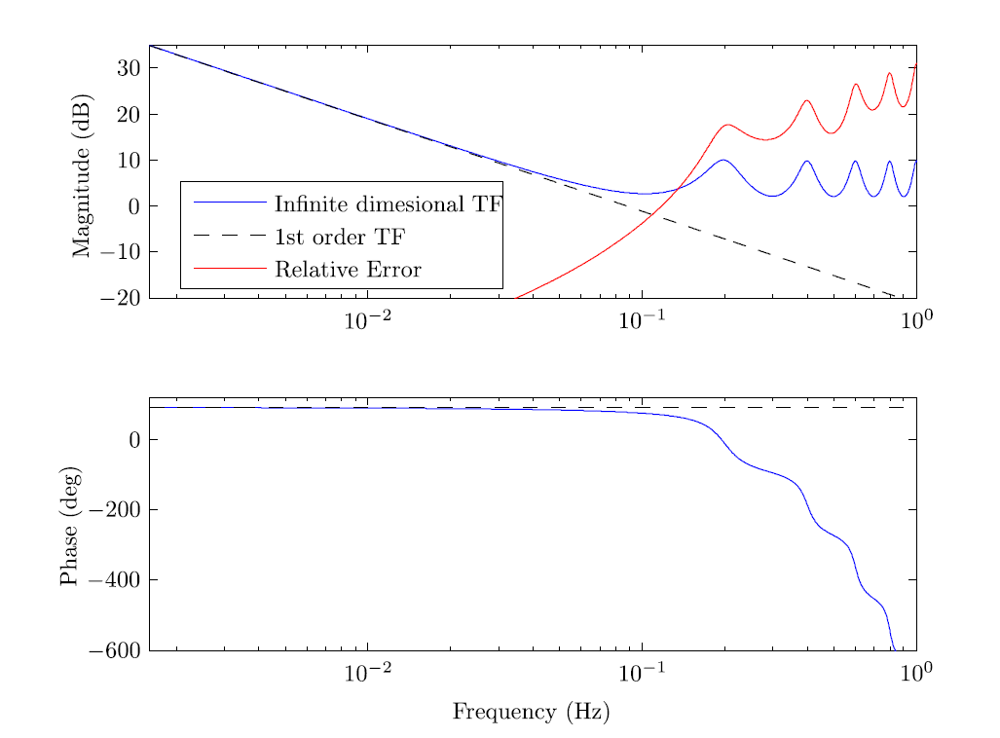 30
20
10
0
−10
−20
Magnitude (dB)
Infinite dimesional TF
1st order TF
Relative Error
10−2
10−1
100
0
−200
−400
−600
Phase (deg)
10−2
10−1
100
Frequency (Hz)